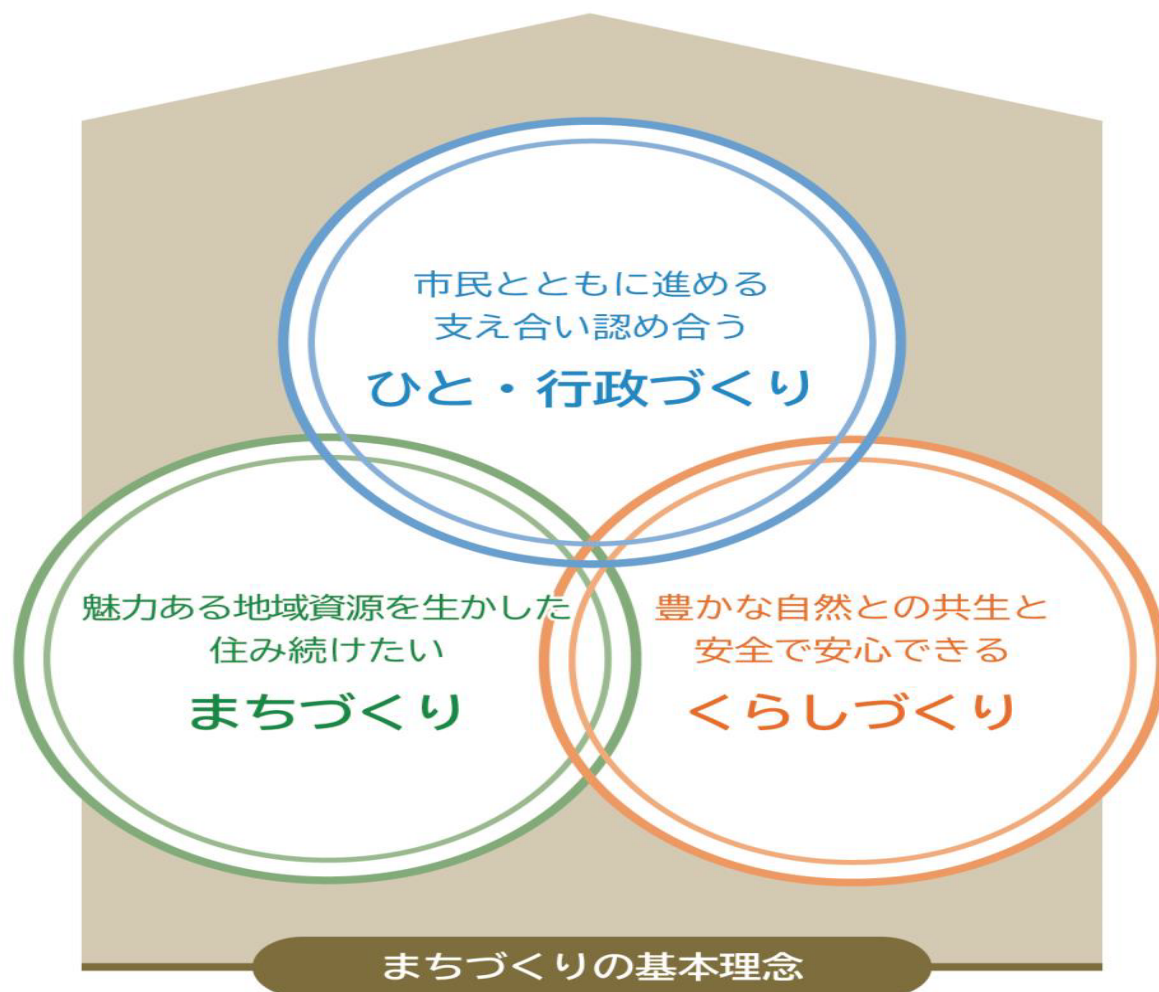 市民とともに進める
支え合い認め合う
ひと・行政づくり
魅力ある地域資源を生かした
住み続けたい
まちづくり
豊かな自然との共生と
安全で安心できる
くらしづくり
まちづくりの基本理念